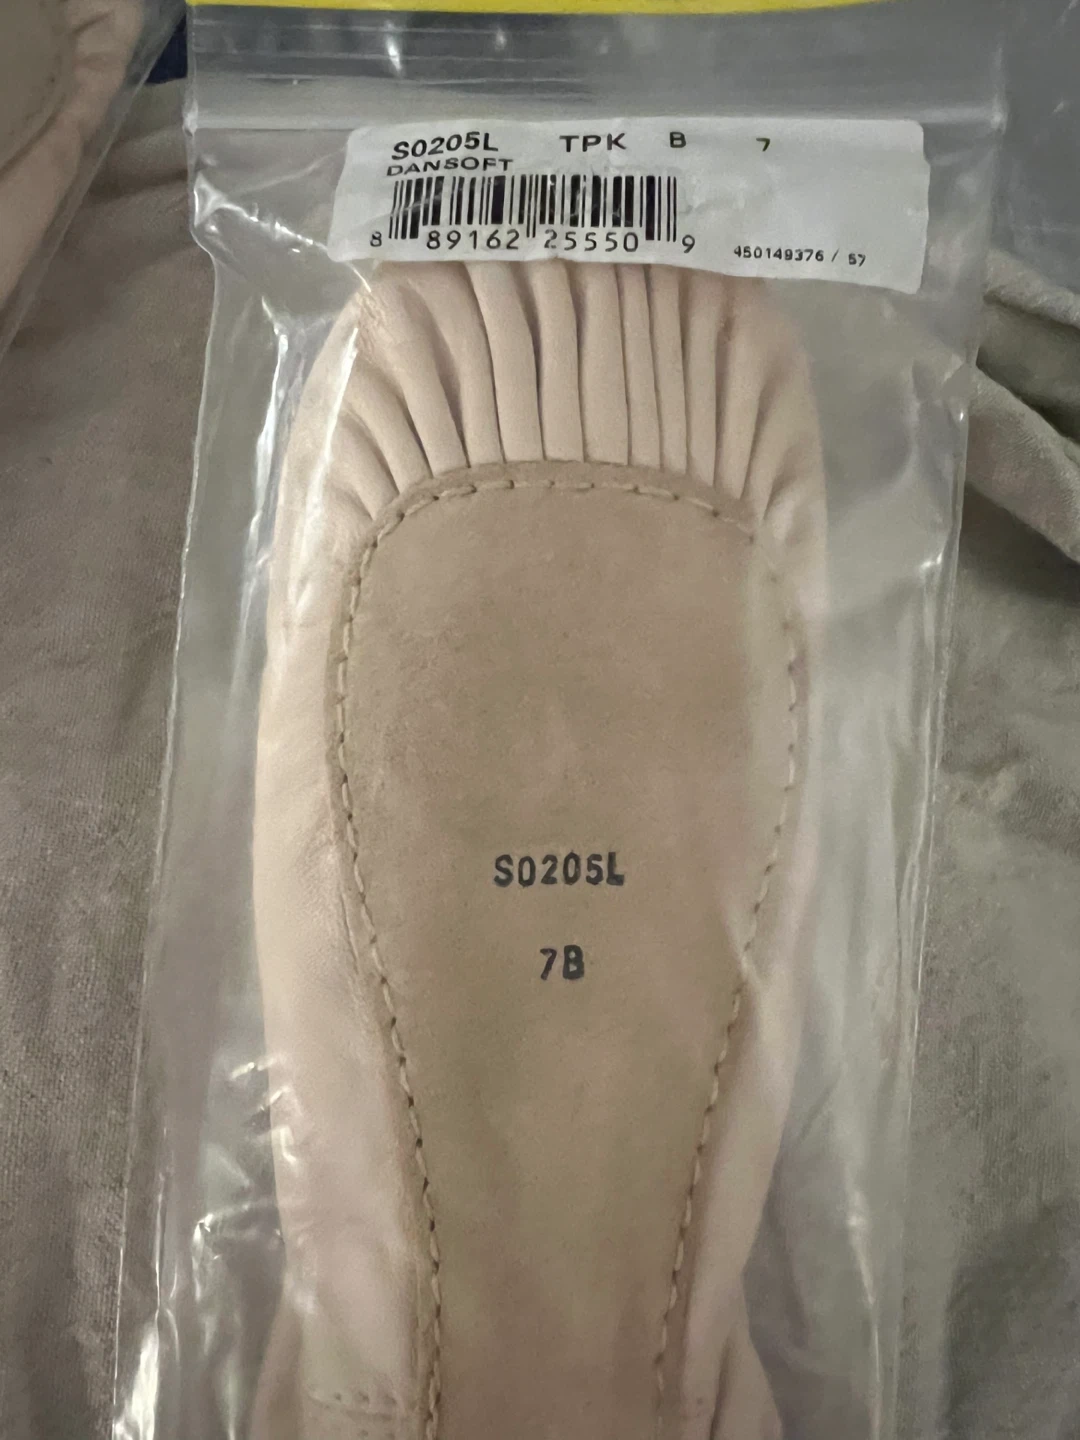 S0205L TPK B 7
DANSOFT
8 89162 25550 9
450149376 / 57
S0205L
7B